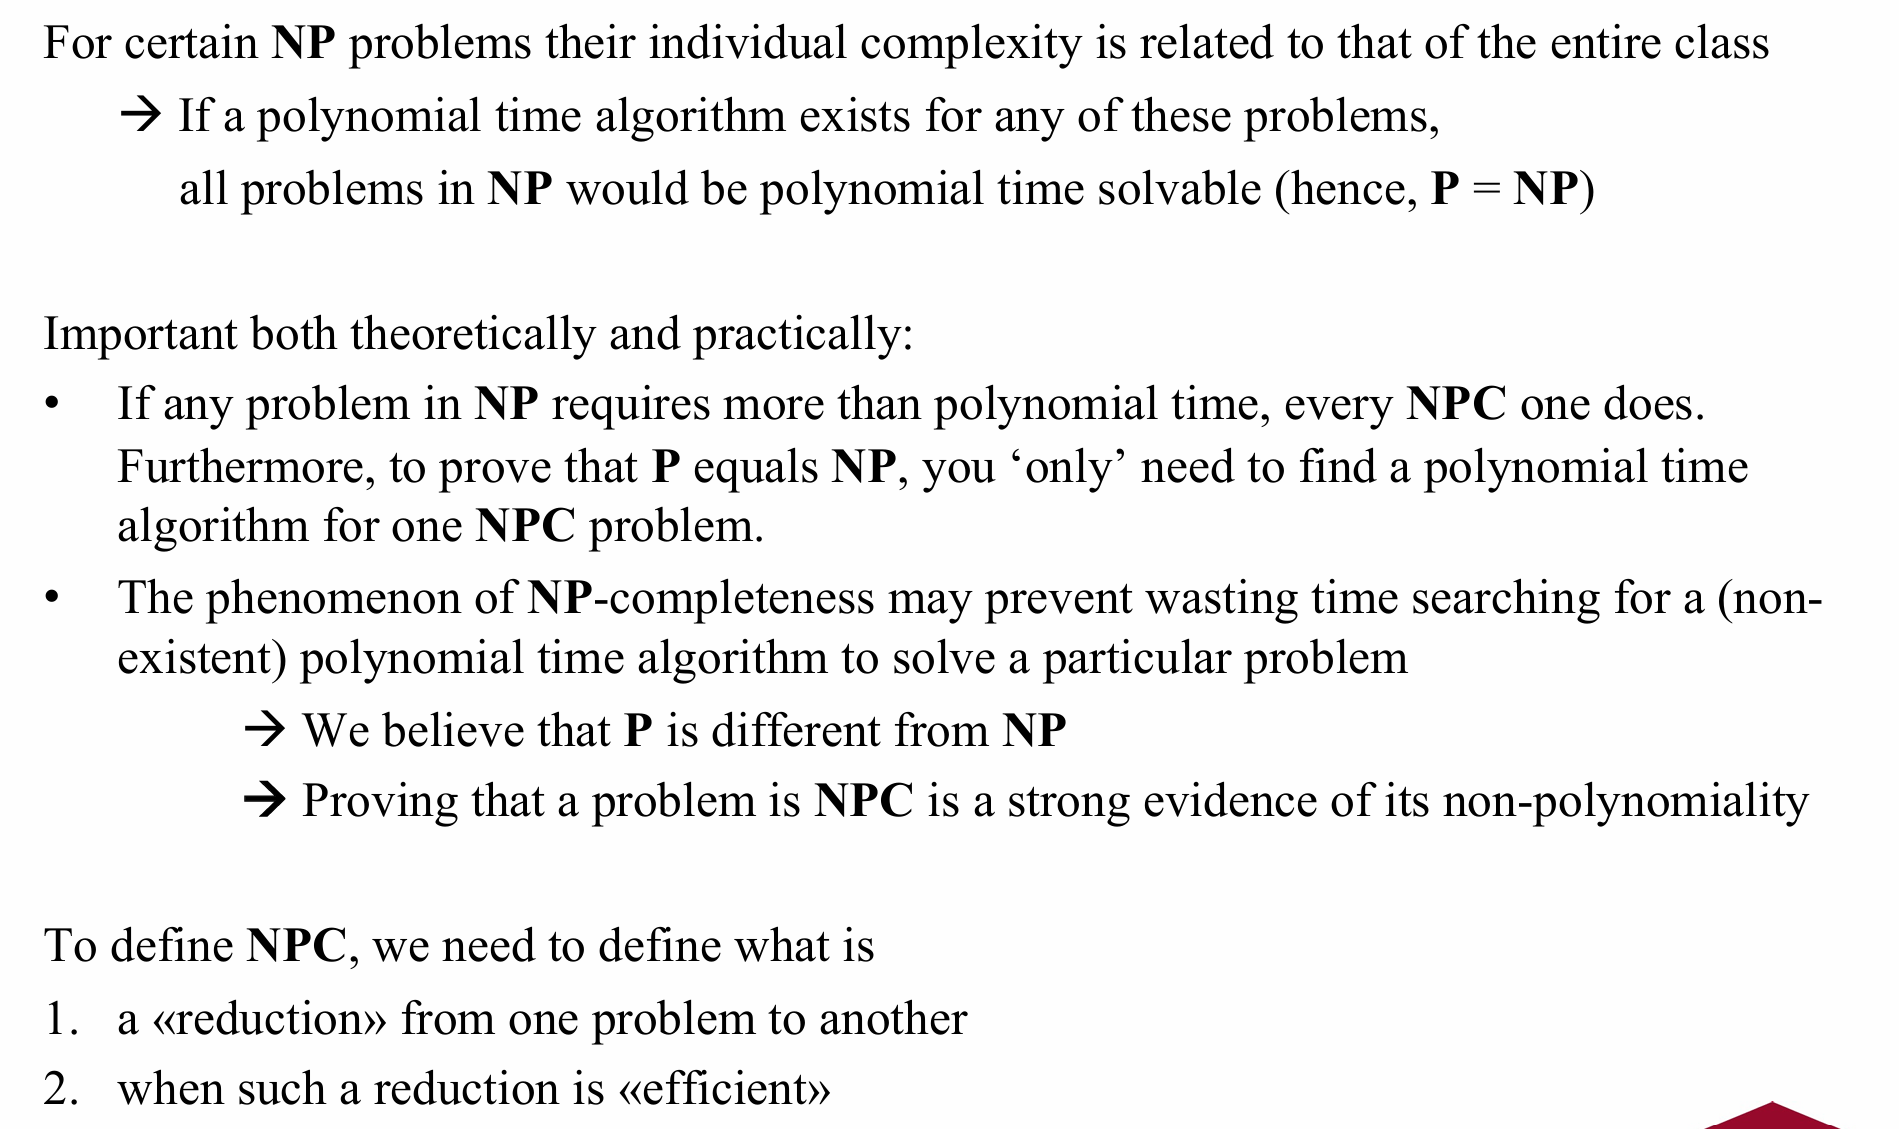 For certain NP problems their individual complexity is related to that of the entire class
→ If a polynomial time algorithm exists for any of these problems,
all problems in NP would be polynomial time solvable (hence, P = NP)
Important both theoretically and practically:
• If any problem in NP requires more than polynomial time, every NPC one does.
Furthermore, to prove that P equals NP, you ‘only’ need to find a polynomial time
algorithm for one NPC problem.
• The phenomenon of NP-completeness may prevent wasting time searching for a (non-
existent) polynomial time algorithm to solve a particular problem
→ We believe that P is different from NP
→ Proving that a problem is NPC is a strong evidence of its non-polynomiality
To define NPC, we need to define what is
1. a «reduction» from one problem to another
2. when such a reduction is «efficient»